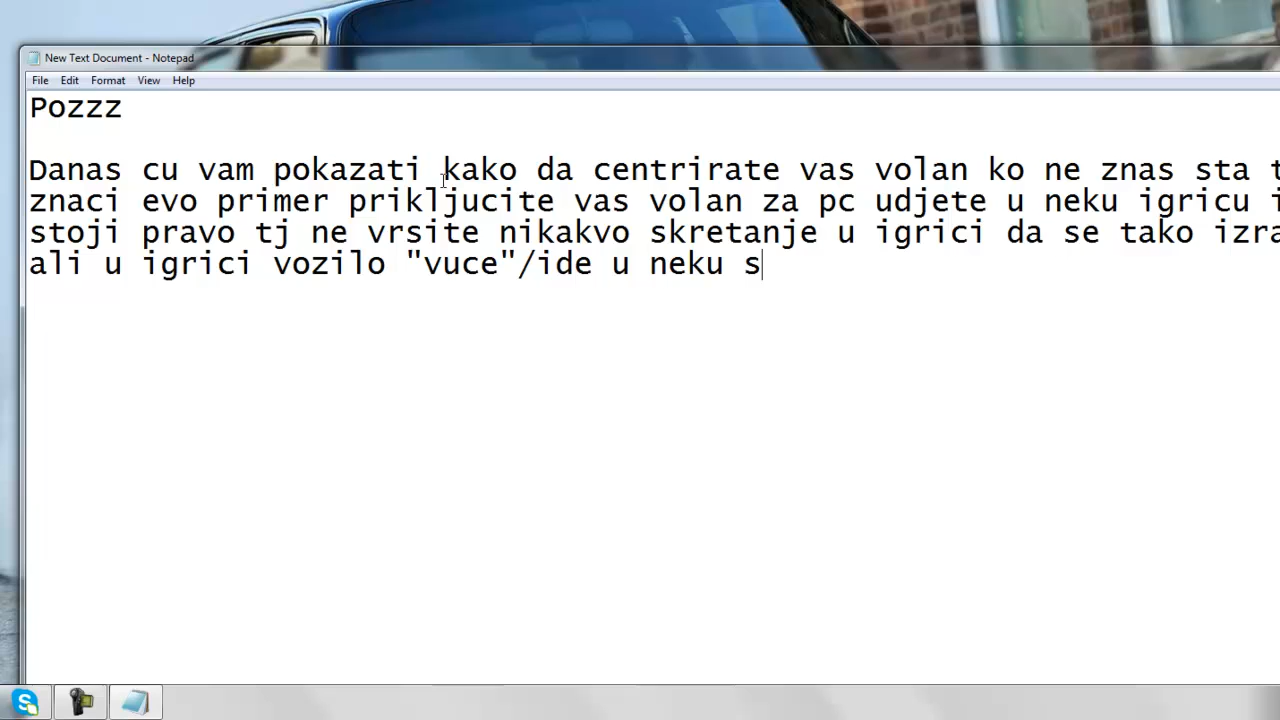 New Text Document - Notepad
File Edit Format View Help
Pozzz
Danas cu vam pokazati kako da centrirate vas volan ko ne znas sta
znaci evo primer prikljucite vas volan za pc udjete u neku igricu
stoji pravo tj ne vrsite nikakvo skretanje u igrici da se tako
ali u igrici vozilo "vuce"/ide u neku s